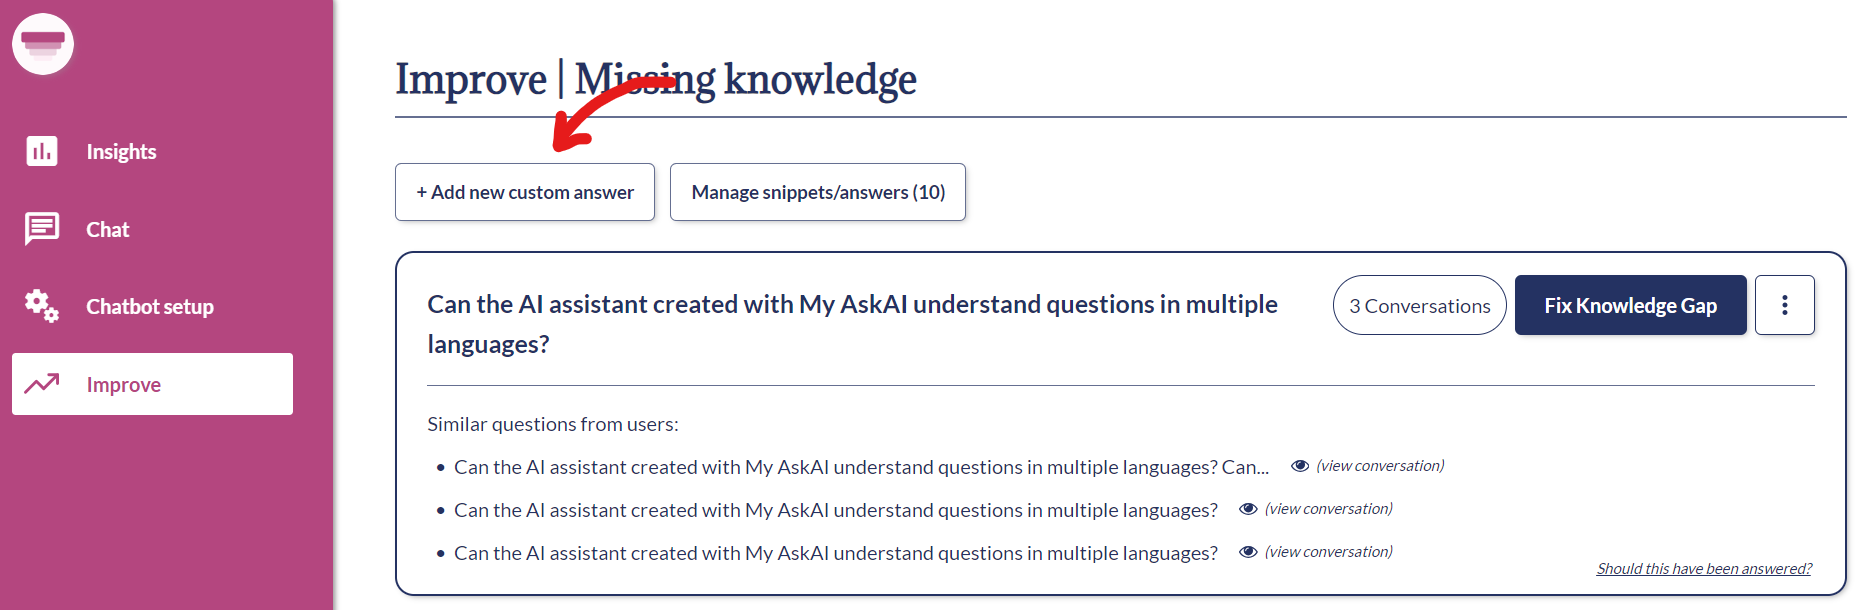 Improve | Missing knowledge
Insights
Chat
Chatbot setup
Improve
+ Add new custom answer
Manage snippets/answers (10)
Can the AI assistant created with My AskAI understand questions in multiple
languages?
3 Conversations
Fix Knowledge Gap
Similar questions from users:
• Can the AI assistant created with My AskAI understand questions in multiple languages? Can... (view conversation)
• Can the AI assistant created with My AskAI understand questions in multiple languages? (view conversation)
• Can the AI assistant created with My AskAI understand questions in multiple languages? (view conversation)
Should this have been answered?